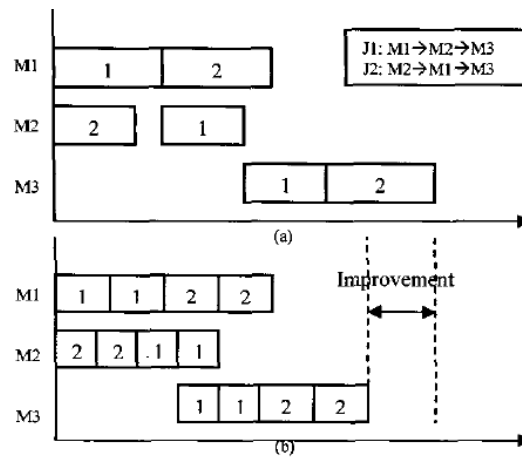 J1: M1→M2→M3
J2: M2→M1→M3
M1 1 2
M2 2 1
M3 1 2
(a)
Improvement
M1 1 1 2 2
M2 2 2 1 1
M3 1 1 2 2
(b)